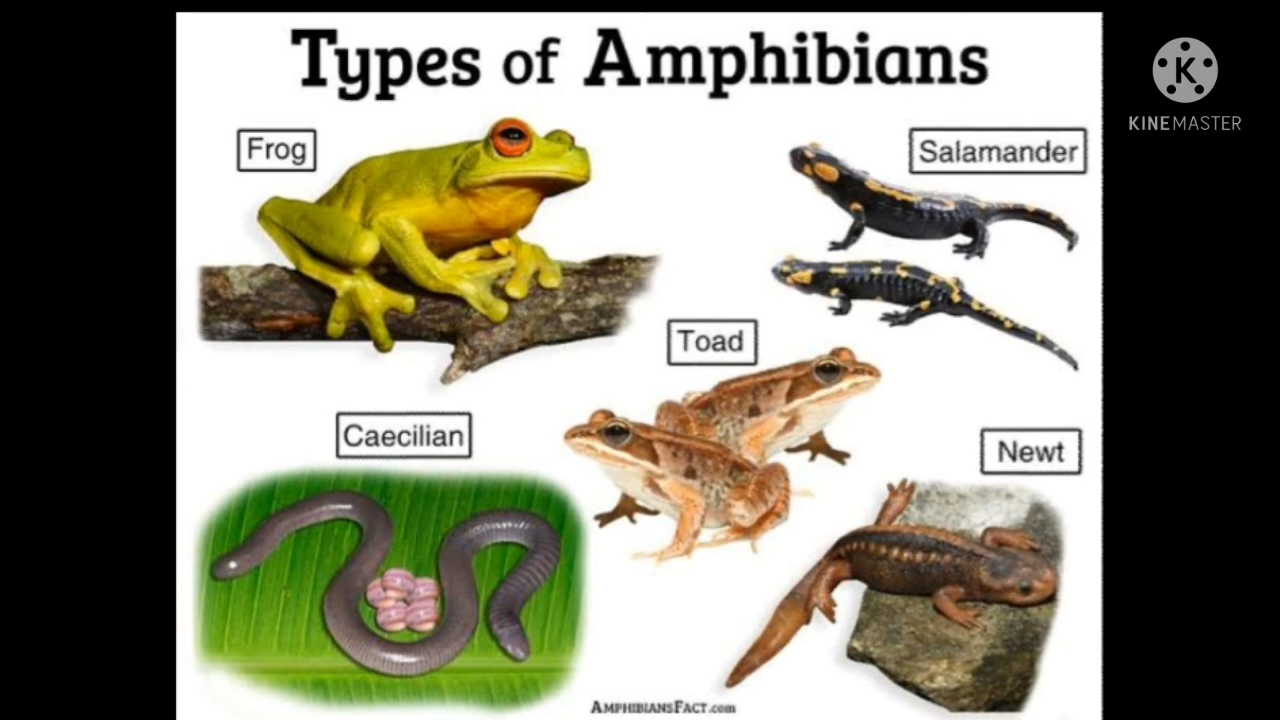 Types of Amphibians
KINEMASTER
Frog
Salamander
Toad
Caecilian
Newt
AMPHIBIANSFACT.com